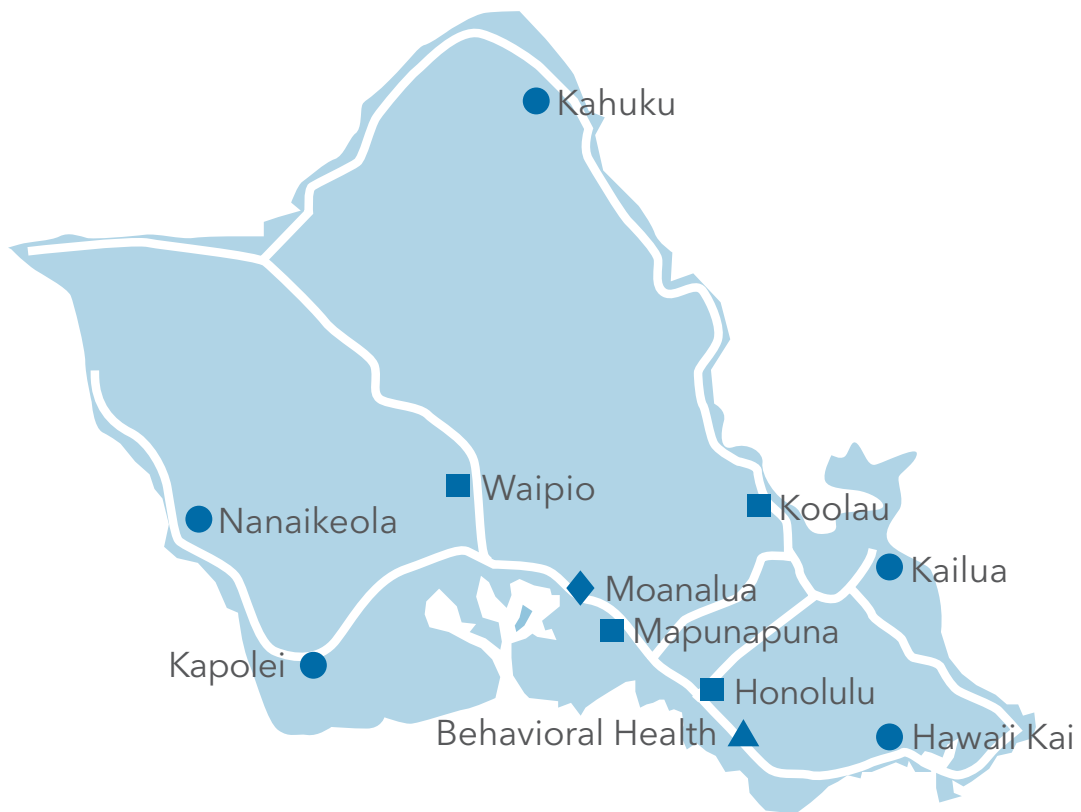 Kahuku
Waipio
Koolau
Nanaikeola
Kailua
Moanalua
Mapunapuna
Kapolei
Honolulu
Behavioral Health
Hawaii Kai